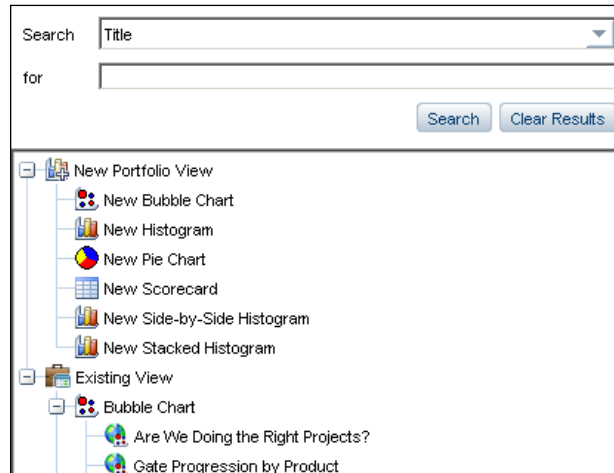 Search Title
for
Search Clear Results
New Portfolio View
New Bubble Chart
New Histogram
New Pie Chart
New Scorecard
New Side-by-Side Histogram
New Stacked Histogram
Existing View
Bubble Chart
Are We Doing the Right Projects?
Gate Progression by Product